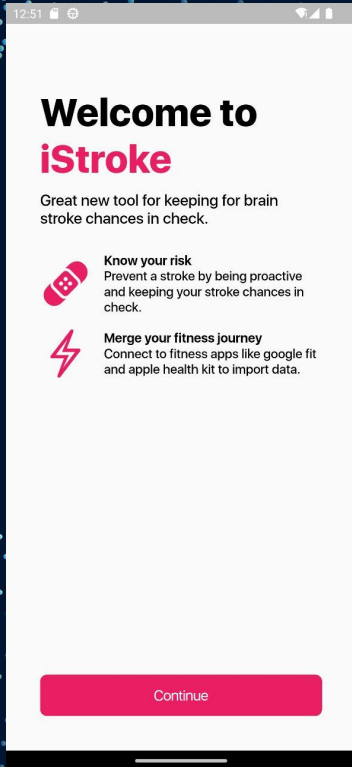 12:51
Welcome to
iStroke
Great new tool for keeping for brain
stroke chances in check.
Know your risk
Prevent a stroke by being proactive
and keeping your stroke chances in
check.
Merge your fitness journey
Connect to fitness apps like google fit
and apple health kit to import data.
Continue